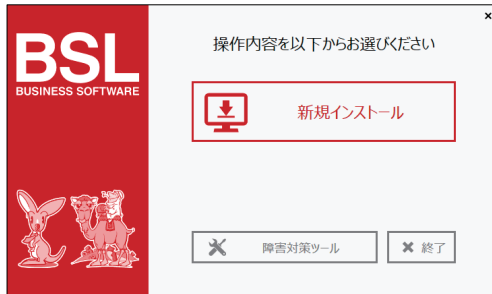 ×
BSL
BUSINESS SOFTWARE
操作内容を以下からお選びください
新規インストール
障害対策ツール
✖ 終了